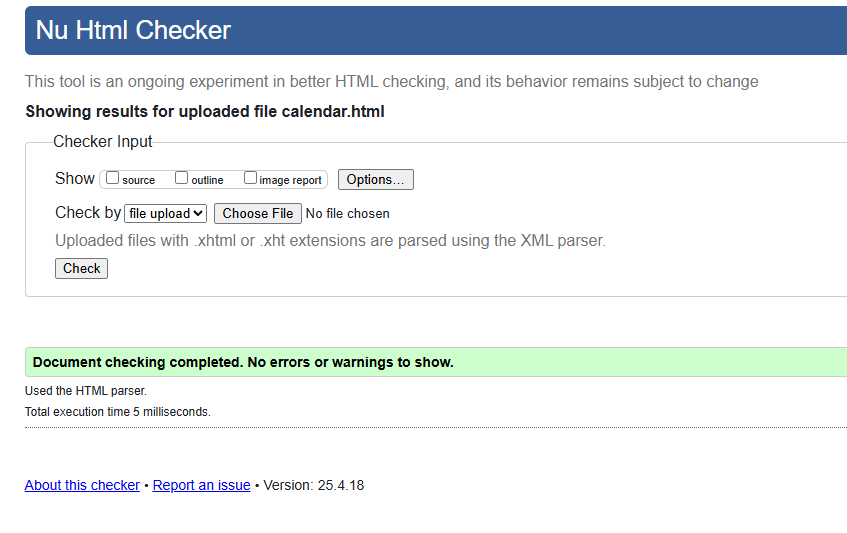 Nu Html Checker
This tool is an ongoing experiment in better HTML checking, and its behavior remains subject to change
Showing results for uploaded file calendar.html
Checker Input
Show source outline image report Options...
Check by file upload Choose File No file chosen
Uploaded files with .xhtml or .xht extensions are parsed using the XML parser.
Check
Document checking completed. No errors or warnings to show.
Used the HTML parser.
Total execution time 5 milliseconds.
About this checker • Report an issue • Version: 25.4.18